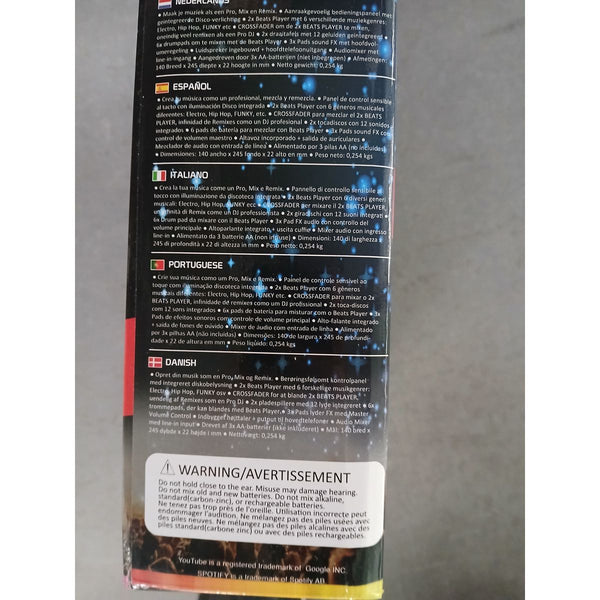 NEDERLANDS
● Maak je muziek als een Pro, Mix en Remix. ● Aanraakgevoelig bedieningspaneel met
geïntegreerde Disco-verlichting ● 2x Beats Player met 6 verschillende muziekgenres:
Electro, Hip Hop, FUNKY etc ● CROSSFADER om de 2x BEATS PLAYER te mixen,
oneindig veel remixen als een Pro DJ ● 2x draaitafels met 12 geluiden geïntegreerd ●
6x drumpads om te mixen met de Beats Player ● 3x Pads sound FX met hoofdvol-
umeregeling ● Luidspreker ingebouwd + hoofdtelefoonuitgang ● Audiomixer met
line-in-ingang ● Aangedreven door 3x AA-batterijen (niet inbegrepen) ● Afmetingen:
140 Breed x 245 diepte x 22 hoogte in mm ● Netto gewicht: 0,254 kg
ESPAÑOL
● Crea tu música como un profesional, mezcla y remezcla. ● Panel de control sensible
al tacto con iluminación Disco integrada ● 2x Beats Player con 6 géneros musicales
diferentes: Electro, Hip Hop, FUNKY, etc. ● CROSSFADER para mezclar el 2x BEATS
PLAYER, infinidad de Remixes como un DJ profesional ● 2x tocadiscos con 12 sonidos
integrados ● 6 pads de batería para mezclar con Beats Player ● 3x Pads sound FX con
control de volumen maestro ● Altavoz incorporado + salida de auriculares ●
Mezclador de audio con entrada de línea ● Alimentado por 3 pilas AA (no incluidas)
● Dimensiones: 140 ancho x 245 fondo x 22 alto en mm ● Peso neto: 0,254 kgs
ITALIANO
● Crea la tua música come un Pro, Mix e Remix. ● Pannello di controllo sensibile al
tocco con illuminazione da discoteca integrata ● 2x Beats Player con 6 diversi generi
musicali: Electro, Hip Hop, FUNKY, ecc. ● CROSSFADER per mixare il 2x BEATS PLAYER,
un'infinità di Remix come un DJ professionista ● 2x giradischi con 12 suoni integrati ●
6x Drum pad da mixare con il Beats Player ● 3x Pad FX audio con controllo del
volume principale ● Altoparlante integrato + uscita cuffie ● Mixer audio con ingresso
line-in ● Alimentato da 3 batterie AA (non incluse) ● Dimensioni: 140 di larghezza x
245 di profondità x 22 di altezza in mm ● Peso netto: 0,254 kg
PORTUGUESE
● Crie sua música como um Pro, Mix e Remix. ● Painel de controle sensível ao
toque com iluminação discoteca integrada ● 2x Beats Player com 6 gêneros
musicais diferentes: Electro, Hip Hop, FUNKY etc. ● CROSSFADER para mixar o 2x
BEATS PLAYER, infinidade de remixes como um DJ profissional ● 2x toca-discos
com 12 sons integrados ● 6x pads de bateria para misturar com o Beats Player ● 3x
Pads de efeitos sonoros com controle de volume principal ● Alto-falante integrado
+ saída de fones de ouvido ● Mixer de áudio com entrada de linha ● Alimentado
por 3x pilhas AA (não incluídas) ● Dimensões: 140 de largura x 245 de profundi-
dade x 22 de altura em mm ● Peso líquido: 0,254 kgs
DANISH
● Opret din musik som en Pro, Mix og Remix. ● Berøringsfølsomt kontrolpanel
med integreret diskobelysning ● 2x Beats Player med 6 forskellige musikgenrer:
Electro, Hip Hop, FUNKY osv ● CROSSFADER for at blande 2x BEATS PLAYER,
uendelig af Remixes som en Pro DJ ● 2x pladespillere med 12 lyde integreret ● 6x
trommepads, der kan blandes med Beats Player ● 3x Pads lyder FX med Master
Volume Control ● Indbygget højttaler + output til hovedtelefoner ● Audio Mixer
med line-in input ● Drevet af 3x AA-batterier (ikke inkluderet) ● Mål: 140 bred x
245 dybde x 22 højde i mm ● Nettovægt: 0,254 kg
WARNING/AVERTISSEMENT
Do not hold close to the ear. Misuse may damage hearing.
Do not mix old and new batteries. Do not mix alkaline,
standard(carbon-zinc), or rechargeable batteries.
Ne tenez pas trop près de l'oreille. Utilisation incorrecte peut
endommager l'audition. Ne mélangez pas des piles usées avec
des piles neuves. Ne mélangez pas des piles alcalines avec des
piles standard(carbone zinc) ou avec des piles rechargeables.
YouTube is a registered trademark of Google INC.
SPOTIFY is a trademark of Spotify AB